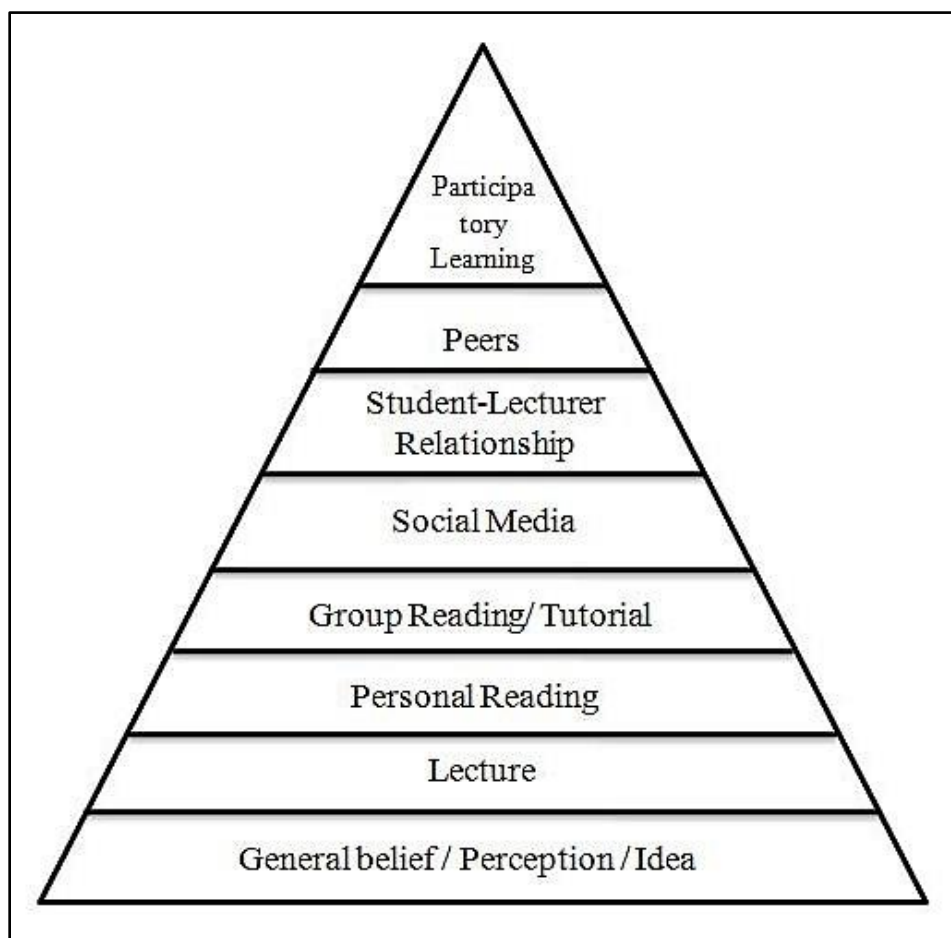 Participa
tory
Learning
Peers
Student-Lecturer
Relationship
Social Media
Group Reading/ Tutorial
Personal Reading
Lecture
General belief / Perception / Idea